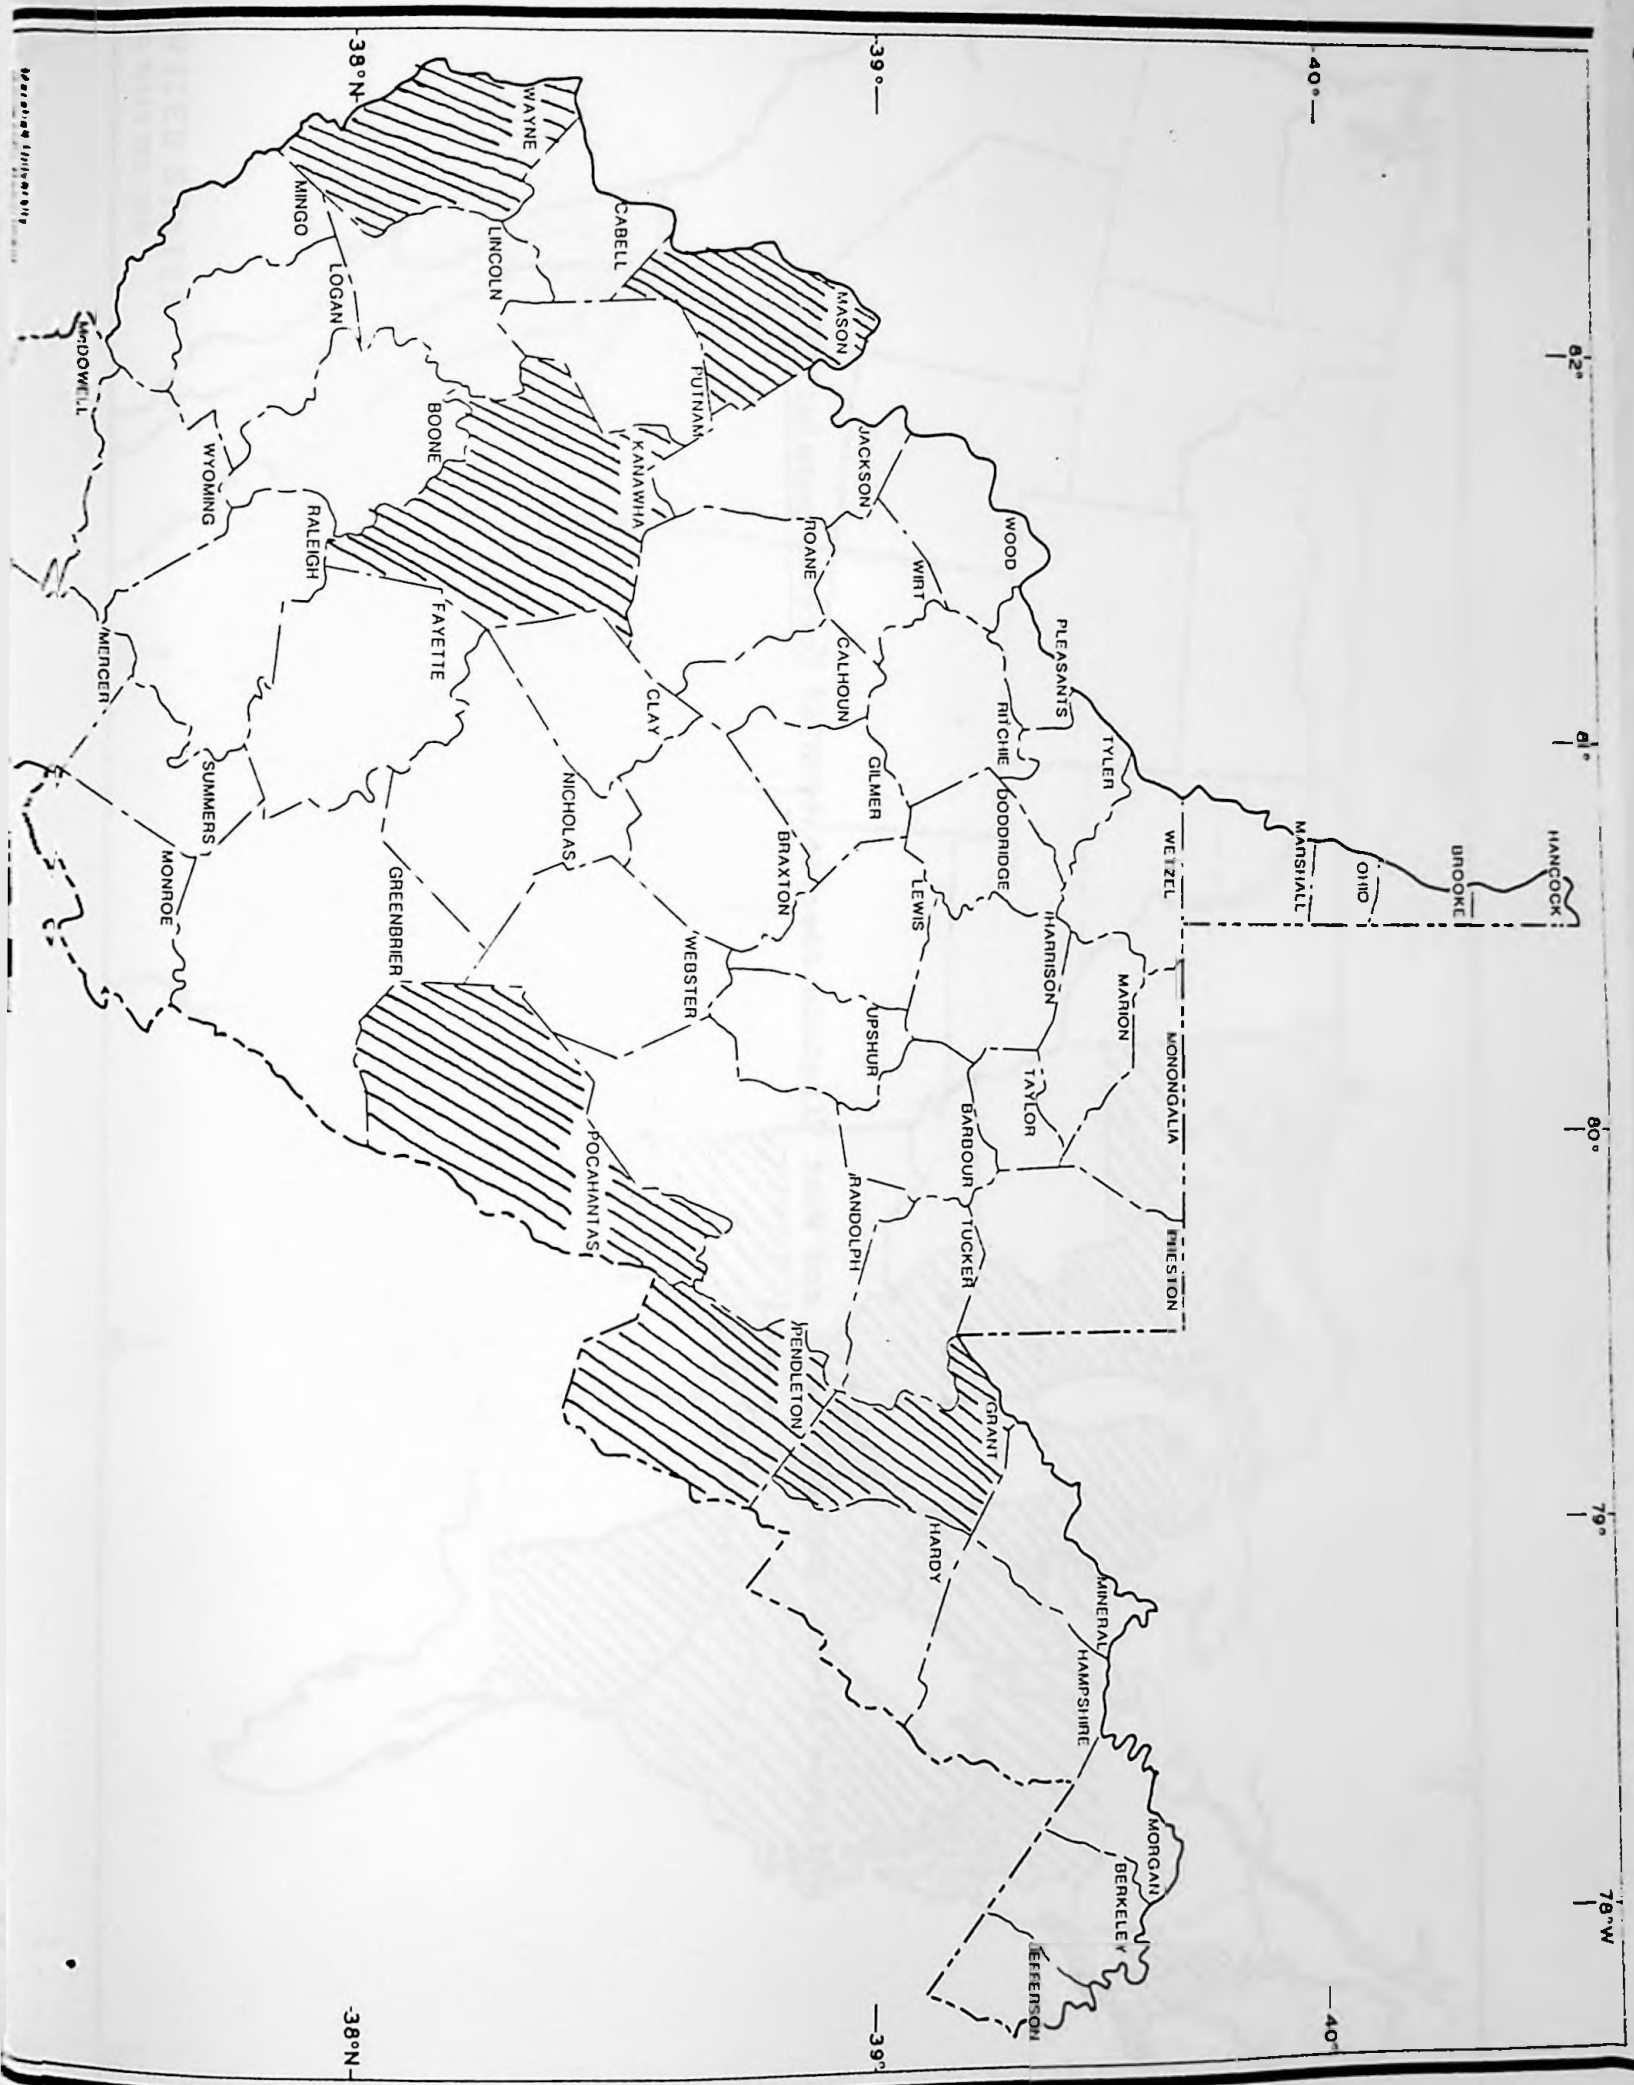 82°
81°
80°
79°
78°W
40°
40°
39°
39°
38°N
38°N
HANCOCK
BROOKE
OHIO
MARSHALL
WETZEL
MONONGALIA
PRESTON
TYLER
MARION
PLEASANTS
RITCHIE
DODDRIDGE
HARRISON
TAYLOR
WOOD
WIRT
GILMER
LEWIS
BARBOUR
TUCKER
GRANT
MINERAL
HAMPSHIRE
MORGAN
BERKELEY
JEFFERSON
MASON
JACKSON
ROANE
CALHOUN
BRAXTON
UPSHUR
RANDOLPH
PENDLETON
HARDY
CABELL
PUTNAM
KANAWHA
CLAY
NICHOLAS
WEBSTER
POCAHANTAS
WAYNE
LINCOLN
BOONE
FAYETTE
GREENBRIER
MINGO
LOGAN
WYOMING
RALEIGH
SUMMERS
MONROE
McDOWELL
MERCER
Marshall University